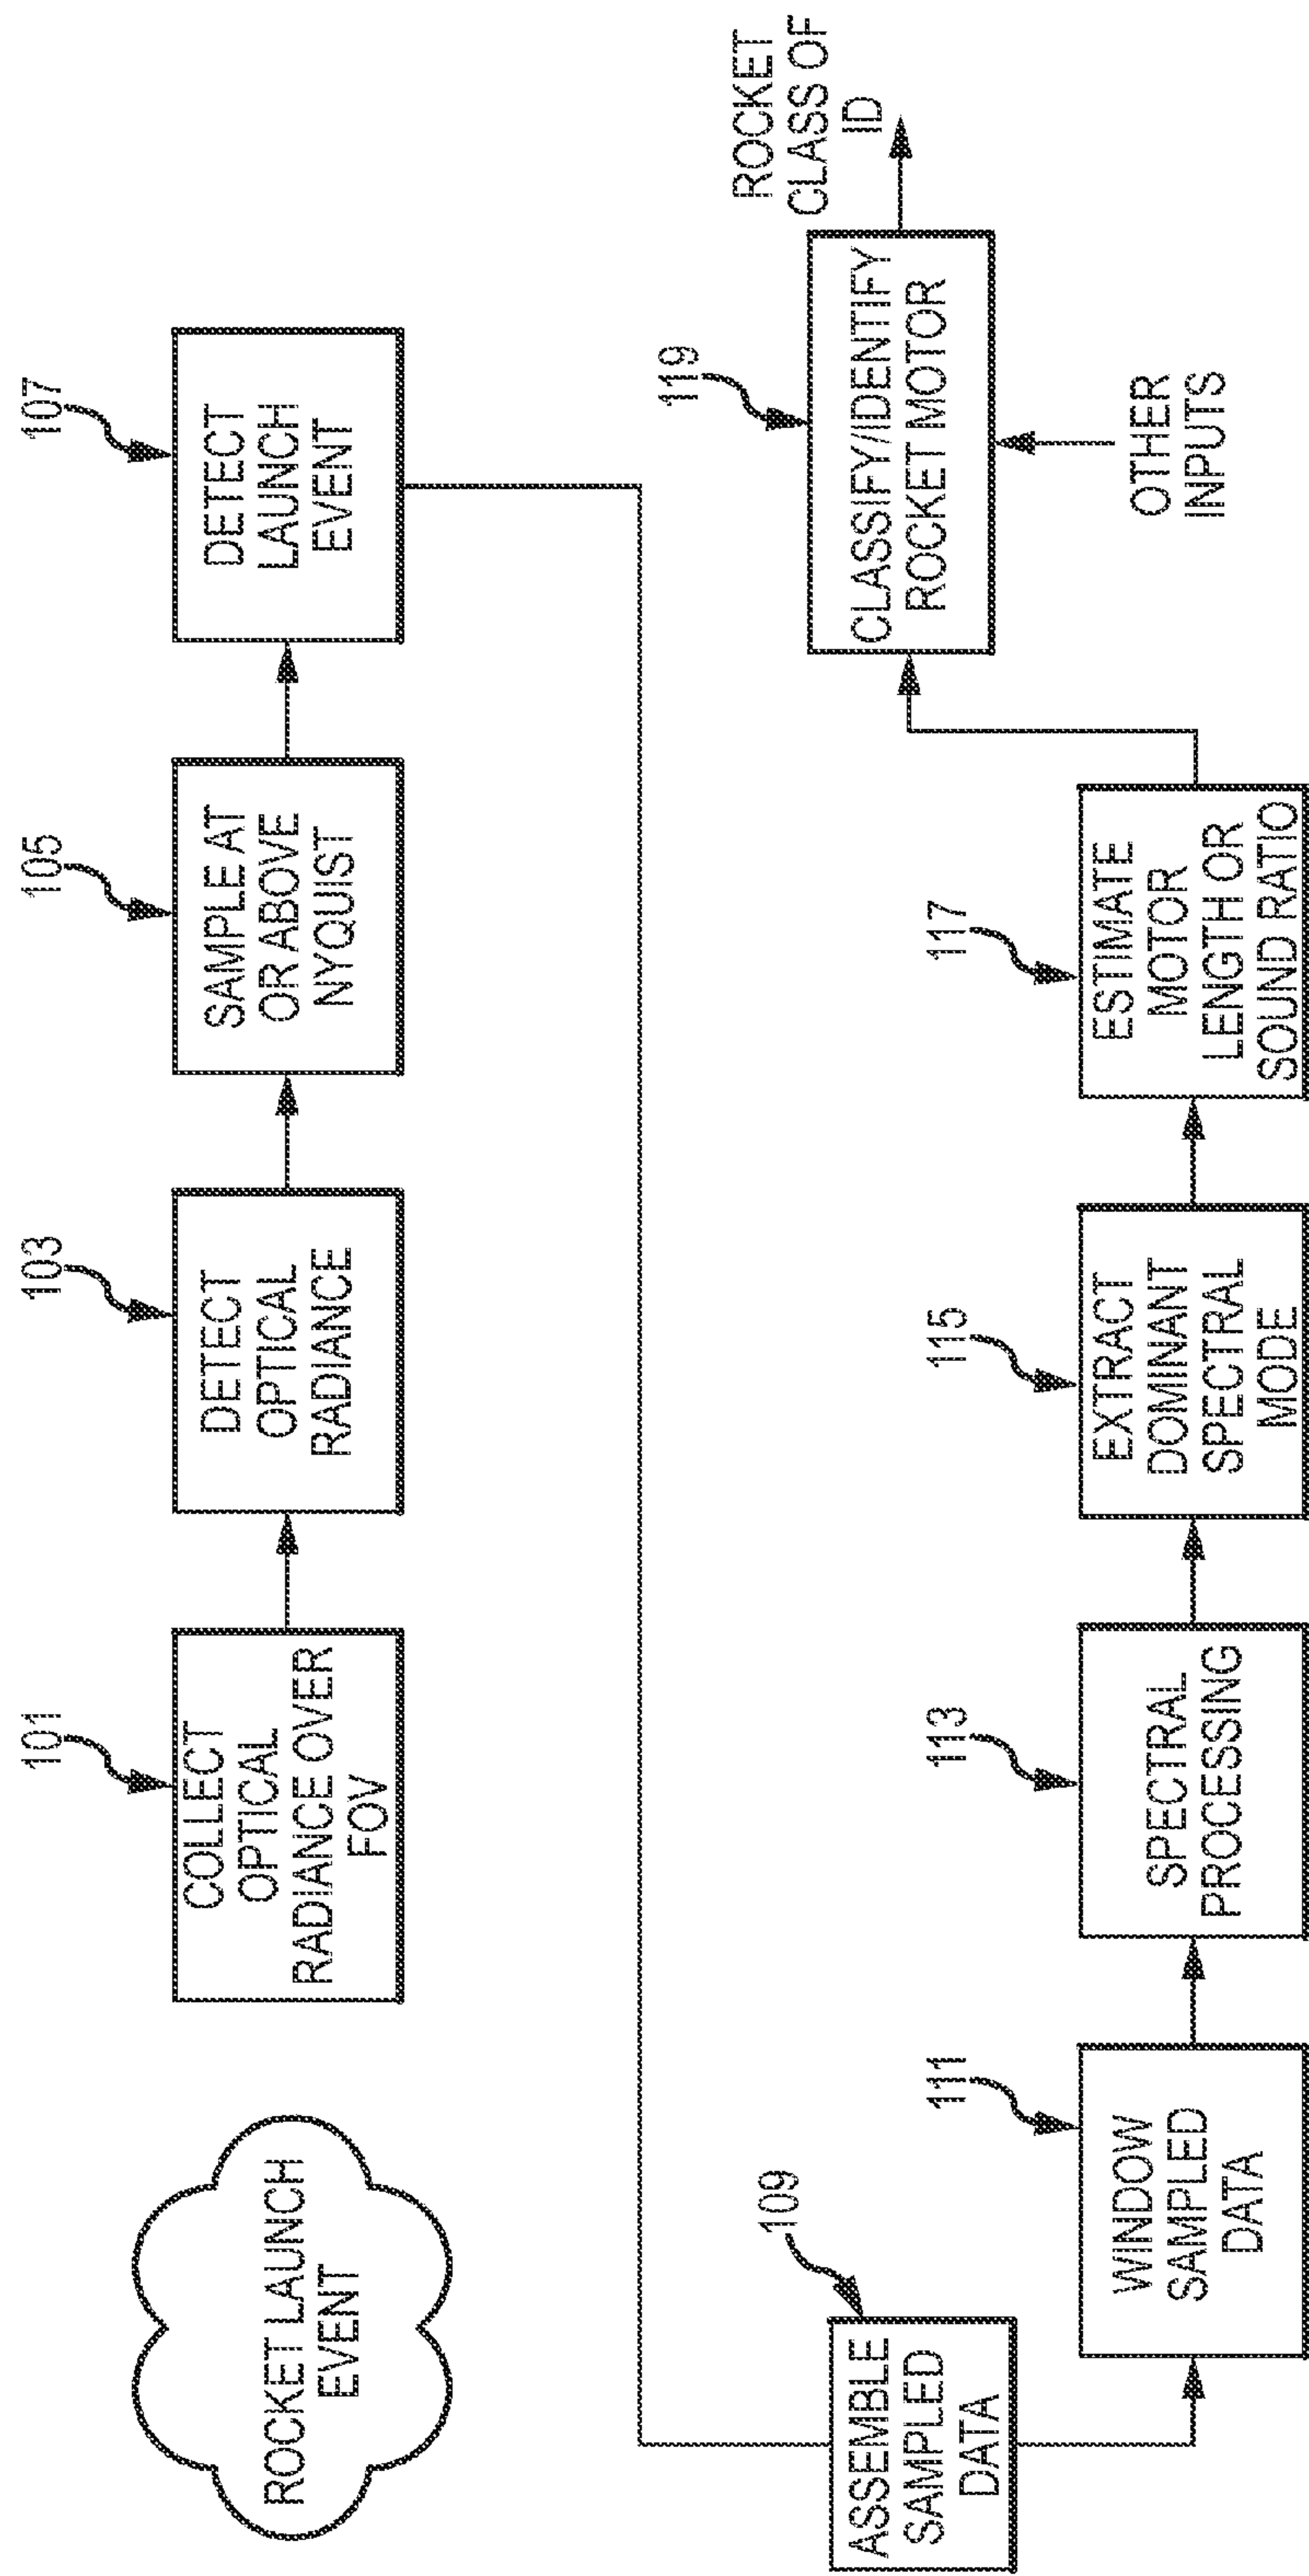 ROCKET LAUNCH
EVENT
101
COLLECT
OPTICAL
RADIANCE OVER
FOV
103
DETECT
OPTICAL
RADIANCE
105
SAMPLE AT
OR ABOVE
NYQUIST
107
DETECT
LAUNCH
EVENT
109
ASSEMBLE
SAMPLED
DATA
111
WINDOW
SAMPLED
DATA
113
SPECTRAL
PROCESSING
115
EXTRACT
DOMINANT
SPECTRAL
MODE
117
ESTIMATE
MOTOR
LENGTH OR
SOUND RATIO
119
CLASSIFY/IDENTIFY
ROCKET MOTOR
OTHER
INPUTS
ROCKET
CLASS OF
ID